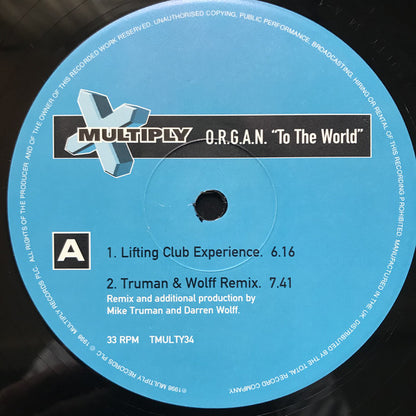 ALL RIGHTS OF THE PRODUCER AND OF THE OWNER OF THIS RECORDED WORK RESERVED. UNAUTHORISED COPYING, PUBLIC PERFORMANCE, BROADCASTING, HIRING OR RENTAL OF THIS RECORDING PROHIBITED. MANUFACTURED IN THE UK. DISTRIBUTED BY THE TOTAL RECORD COMPANY.
℗ 1998 MULTIPLY RECORDS PLC. © 1998 MULTIPLY RECORDS PLC.
MULTIPLY O.R.G.A.N. "To The World"
A
1. Lifting Club Experience. 6.16
2. Truman & Wolff Remix. 7.41
Remix and additional production by
Mike Truman and Darren Wolff.
33 RPM TMULTY34